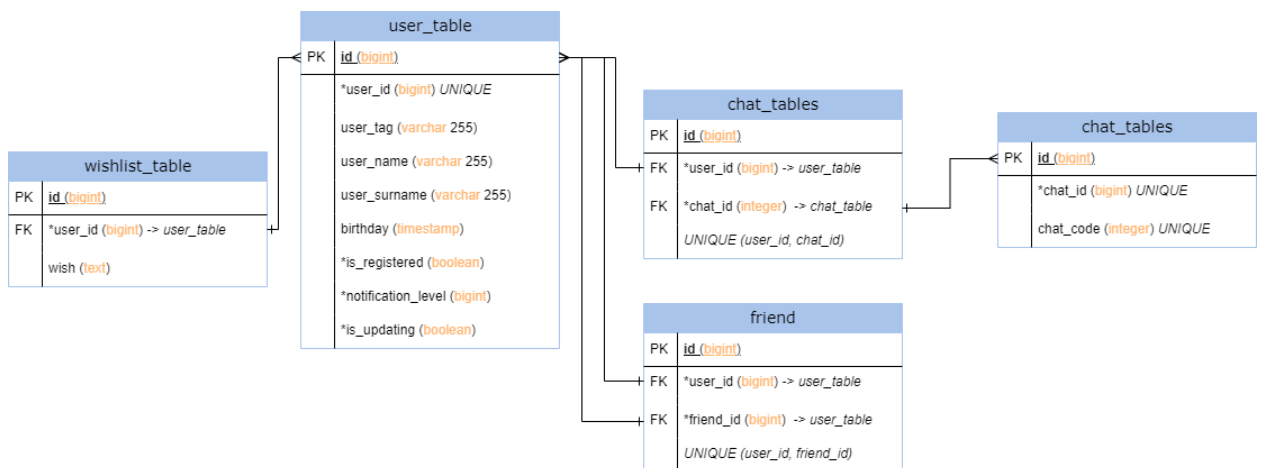 user_table
PK id (bigint)
*user_id (bigint) UNIQUE
user_tag (varchar 255)
user_name (varchar 255)
user_surname (varchar 255)
birthday (timestamp)
*is_registered (boolean)
*notification_level (bigint)
*is_updating (boolean)
wishlist_table
PK id (bigint)
FK *user_id (bigint) -> user_table
wish (text)
chat_tables
PK id (bigint)
FK *user_id (bigint) -> user_table
FK *chat_id (integer) -> chat_table
UNIQUE (user_id, chat_id)
chat_tables
PK id (bigint)
*chat_id (bigint) UNIQUE
chat_code (integer) UNIQUE
friend
PK id (bigint)
FK *user_id (bigint) -> user_table
FK *friend_id (bigint) -> user_table
UNIQUE (user_id, friend_id)